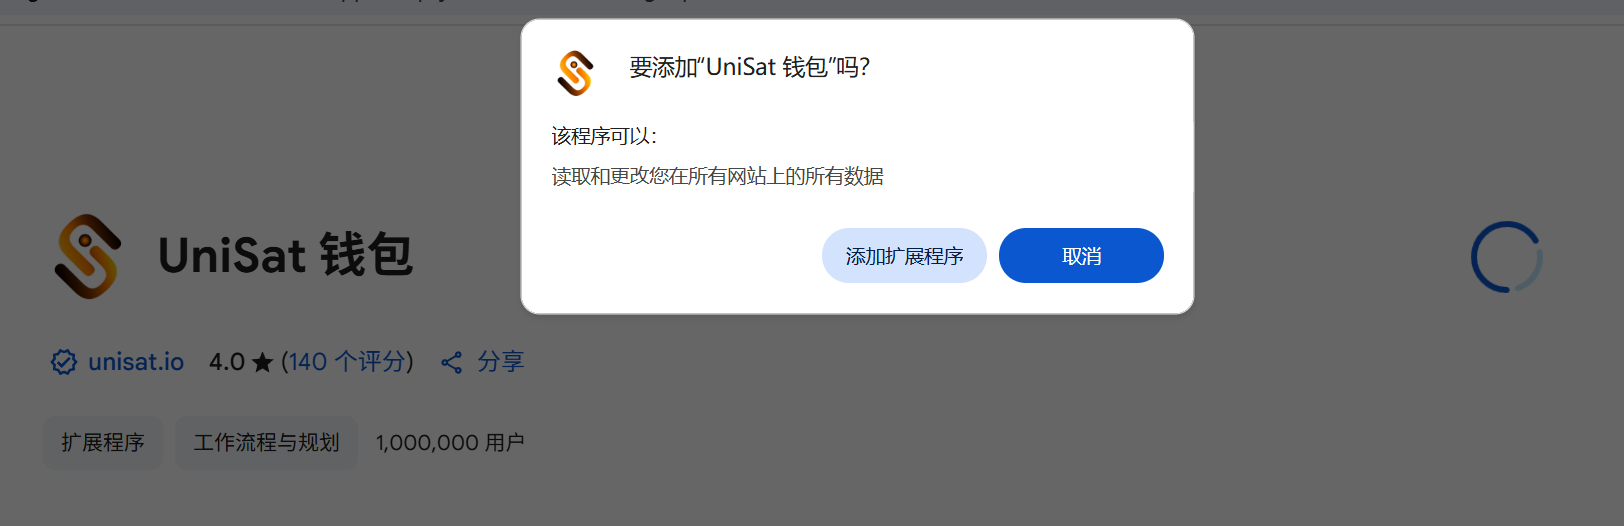 要添加“UniSat 钱包”吗？
该程序可以：
读取和更改您在所有网站上的所有数据
添加扩展程序
取消
UniSat 钱包
unisat.io 4.0 ★ (140 个评分) 分享
扩展程序 工作流程与规划 1,000,000 用户